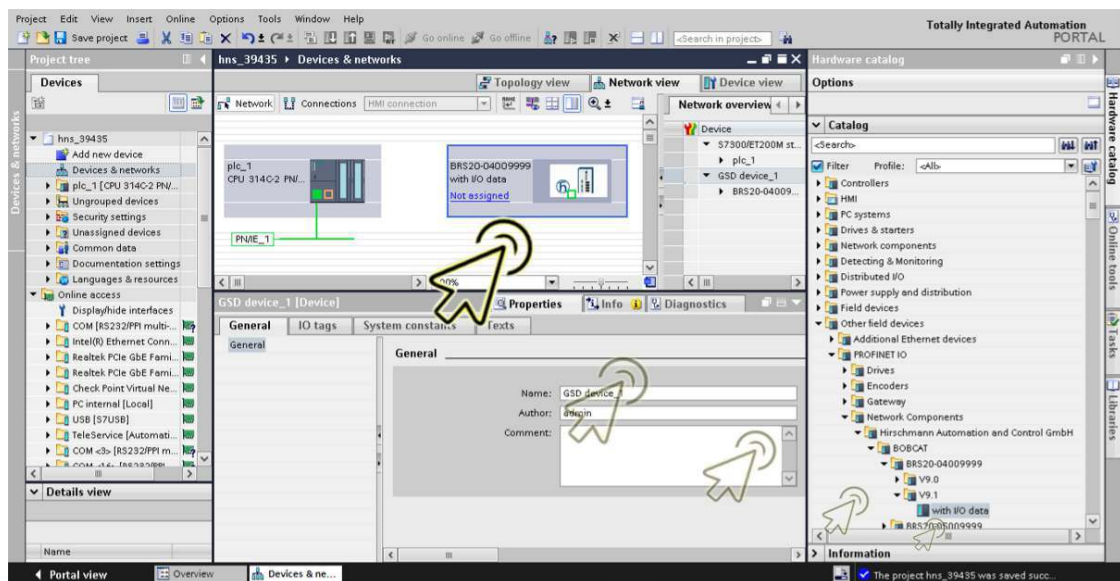 Project Edit View Insert Online Options Tools Window Help
Totally Integrated Automation
PORTAL
Save project
Go online
Go offline
<Search in project>
Project tree
hns_39435 ▸ Devices & networks
Hardware catalog
Devices
Topology view
Network view
Device view
Options
Network
Connections
HMI connection
Network overview
Catalog
<Search>
Filter
Profile: <All>
hns_39435
Add new device
Devices & networks
plc_1 [CPU 314C-2 PN/...
Ungrouped devices
Security settings
Unassigned devices
Common data
Documentation settings
Languages & resources
Online access
Display/hide interfaces
COM [RS232/PPI multi-...
Intel(R) Ethernet Conn...
Realtek PCIe GbE Fami...
Realtek PCIe GbE Fami...
Check Point Virtual Ne...
PC internal [Local]
USB [S7USB]
TeleService [Automati...
COM <3> [RS232/PPI m...
Details view
Name
plc_1
CPU 314C-2 PN/...
BRS20-04009999
with I/O data
Not assigned
PN/IE_1
Device
S7300/ET200M st...
plc_1
GSD device_1
BRS20-04009...
GSD device_1 [Device]
Properties
Info
Diagnostics
General
IO tags
System constants
Texts
General
General
Name:
GSD device_1
Author:
admin
Comment:
Controllers
HMI
PC systems
Drives & starters
Network components
Detecting & Monitoring
Distributed I/O
Power supply and distribution
Field devices
Other field devices
Additional Ethernet devices
PROFINET IO
Drives
Encoders
Gateway
Network Components
Hirschmann Automation and Control GmbH
BOBCAT
BRS20-04009999
V9.0
V9.1
with I/O data
BRS20-05009999
Information
Devices & networks
Hardware catalog
Online tools
Tasks
Libraries
Portal view
Overview
Devices & ne...
The project hns_39435 was saved succ...